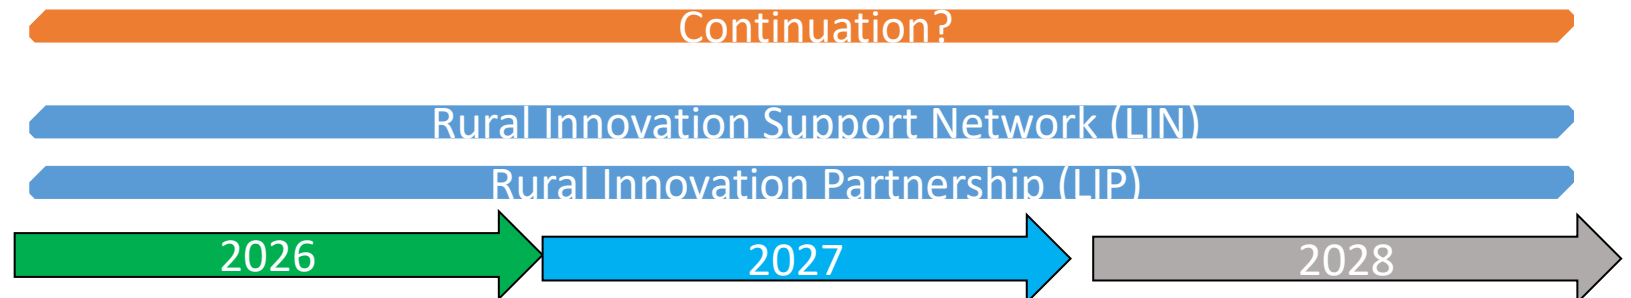 Continuation?
Rural Innovation Support Network (LIN)
Rural Innovation Partnership (LIP)
2026
2027
2028